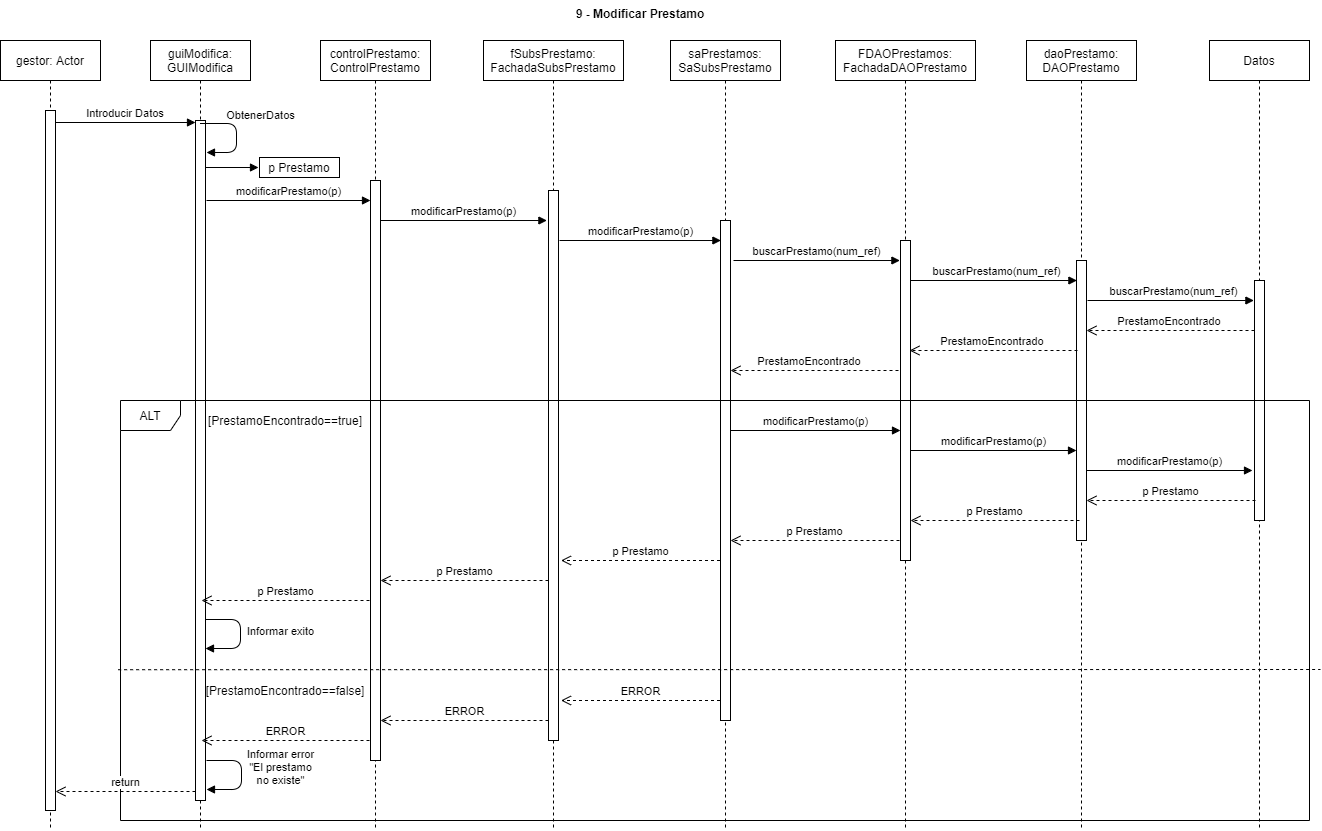 9 - Modificar Prestamo
gestor: Actor
guiModifica:
GUIModifica
controlPrestamo:
ControlPrestamo
fSubsPrestamo:
FachadaSubsPrestamo
saPrestamos:
SaSubsPrestamo
FDAOPrestamos:
FachadaDAOPrestamo
daoPrestamo:
DAOPrestamo
Datos
Introducir Datos
ObtenerDatos
p Prestamo
modificarPrestamo(p)
modificarPrestamo(p)
modificarPrestamo(p)
buscarPrestamo(num_ref)
buscarPrestamo(num_ref)
buscarPrestamo(num_ref)
PrestamoEncontrado
PrestamoEncontrado
PrestamoEncontrado
ALT
[PrestamoEncontrado==true]
modificarPrestamo(p)
modificarPrestamo(p)
modificarPrestamo(p)
p Prestamo
p Prestamo
p Prestamo
p Prestamo
p Prestamo
p Prestamo
Informar exito
[PrestamoEncontrado==false]
ERROR
ERROR
ERROR
Informar error
"El prestamo
no existe"
return